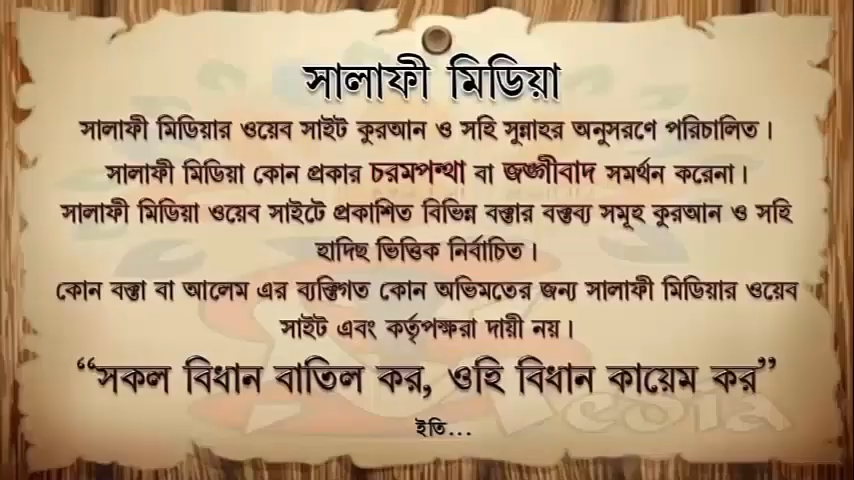 সালাফী মিডিয়া
সালাফী মিডিয়ার ওয়েব সাইট কুরআন ও সহি সুন্নাহর অনুসরণে পরিচালিত।
সালাফী মিডিয়া কোন প্রকার চরমপন্থা বা জঙ্গীবাদ সমর্থন করেনা।
সালাফী মিডিয়া ওয়েব সাইটে প্রকাশিত বিভিন্ন বক্তার বক্তব্য সমূহ কুরআন ও সহি
হাদিছ ভিত্তিক নির্বাচিত।
কোন বক্তা বা আলেম এর ব্যক্তিগত কোন অভিমতের জন্য সালাফী মিডিয়ার ওয়েব
সাইট এবং কর্তৃপক্ষরা দায়ী নয়।
“সকল বিধান বাতিল কর, ওহি বিধান কায়েম কর”
ইতি...